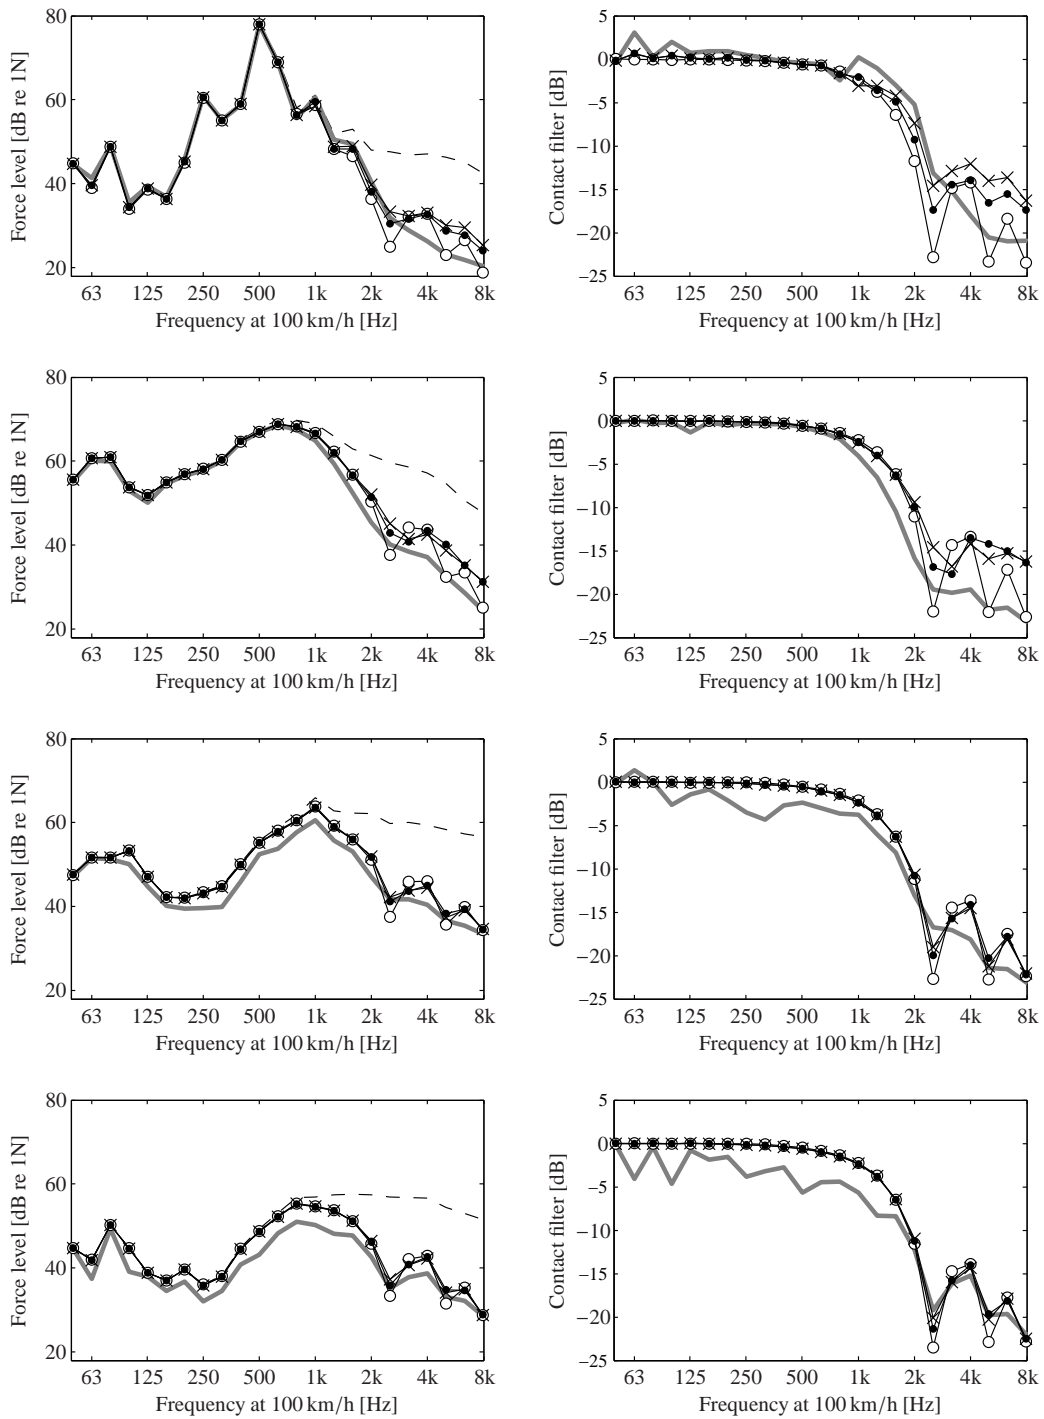 80
60
40
20
Force level [dB re 1N]
63 125 250 500 1k 2k 4k 8k
Frequency at 100 km/h [Hz]
5
0
−5
−10
−15
−20
−25
Contact filter [dB]
63 125 250 500 1k 2k 4k 8k
Frequency at 100 km/h [Hz]
80
60
40
20
Force level [dB re 1N]
63 125 250 500 1k 2k 4k 8k
Frequency at 100 km/h [Hz]
5
0
−5
−10
−15
−20
−25
Contact filter [dB]
63 125 250 500 1k 2k 4k 8k
Frequency at 100 km/h [Hz]
80
60
40
20
Force level [dB re 1N]
63 125 250 500 1k 2k 4k 8k
Frequency at 100 km/h [Hz]
5
0
−5
−10
−15
−20
−25
Contact filter [dB]
63 125 250 500 1k 2k 4k 8k
Frequency at 100 km/h [Hz]
80
60
40
20
Force level [dB re 1N]
63 125 250 500 1k 2k 4k 8k
Frequency at 100 km/h [Hz]
5
0
−5
−10
−15
−20
−25
Contact filter [dB]
63 125 250 500 1k 2k 4k 8k
Frequency at 100 km/h [Hz]